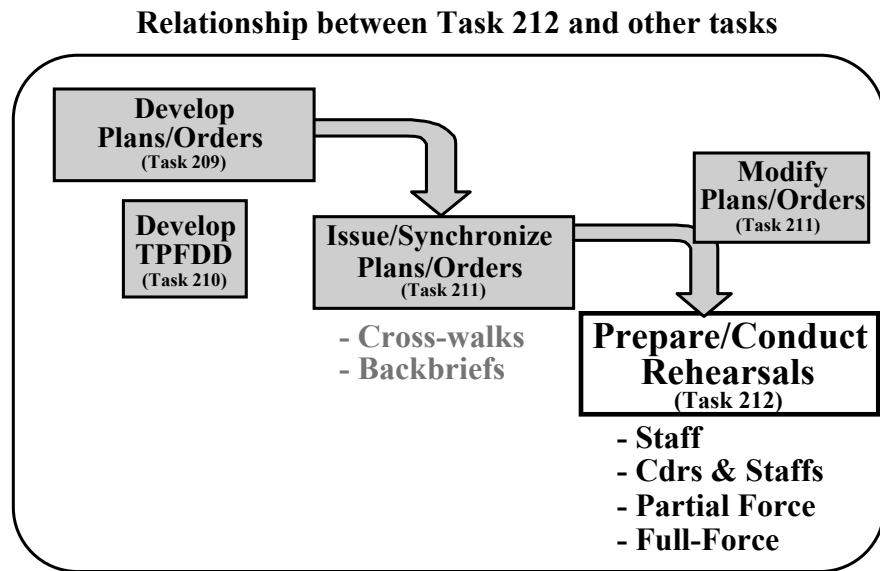 Relationship between Task 212 and other tasks
Develop
Plans/Orders
(Task 209)
Develop
TPFDD
(Task 210)
Issue/Synchronize
Plans/Orders
(Task 211)
- Cross-walks
- Backbriefs
Modify
Plans/Orders
(Task 211)
Prepare/Conduct
Rehearsals
(Task 212)
- Staff
- Cdrs & Staffs
- Partial Force
- Full-Force